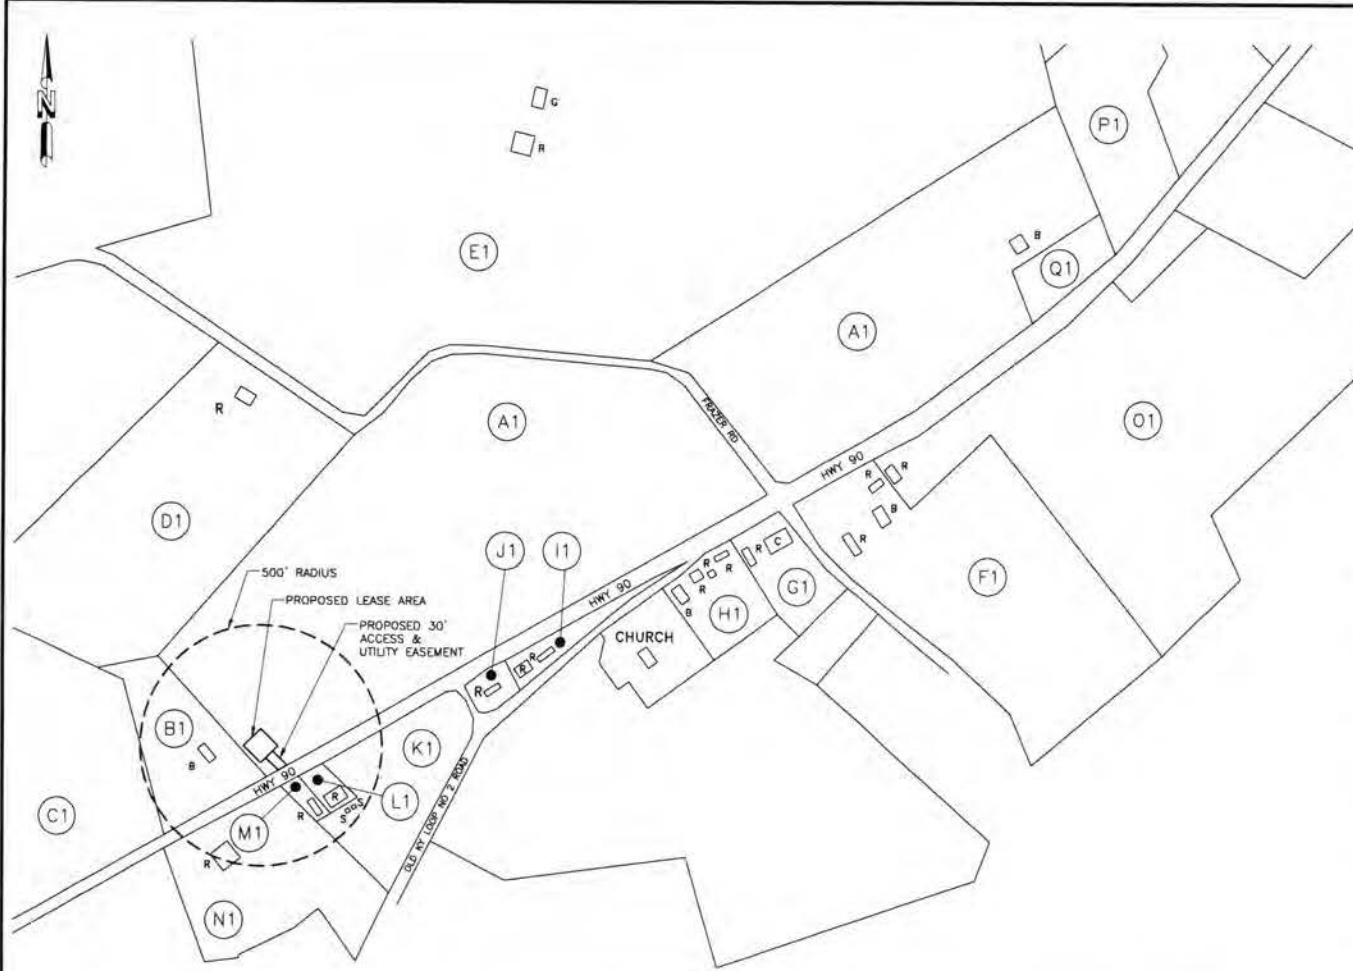 N
G
R
P1
E1
B
Q1
A1
R
A1
FRAZER RD
O1
HWY 90
R
R
D1
B
R
J1
I1
C
R
R
R
R
G1
F1
500' RADIUS
PROPOSED LEASE AREA
HWY 90
B
H1
PROPOSED 30'
ACCESS &
UTILITY EASEMENT
CHURCH
R
R
R
B1
B
K1
HWY 90
OLD KY LOOP NO 2 ROAD
C1
M1
R
R
S
S
L1
R
N1